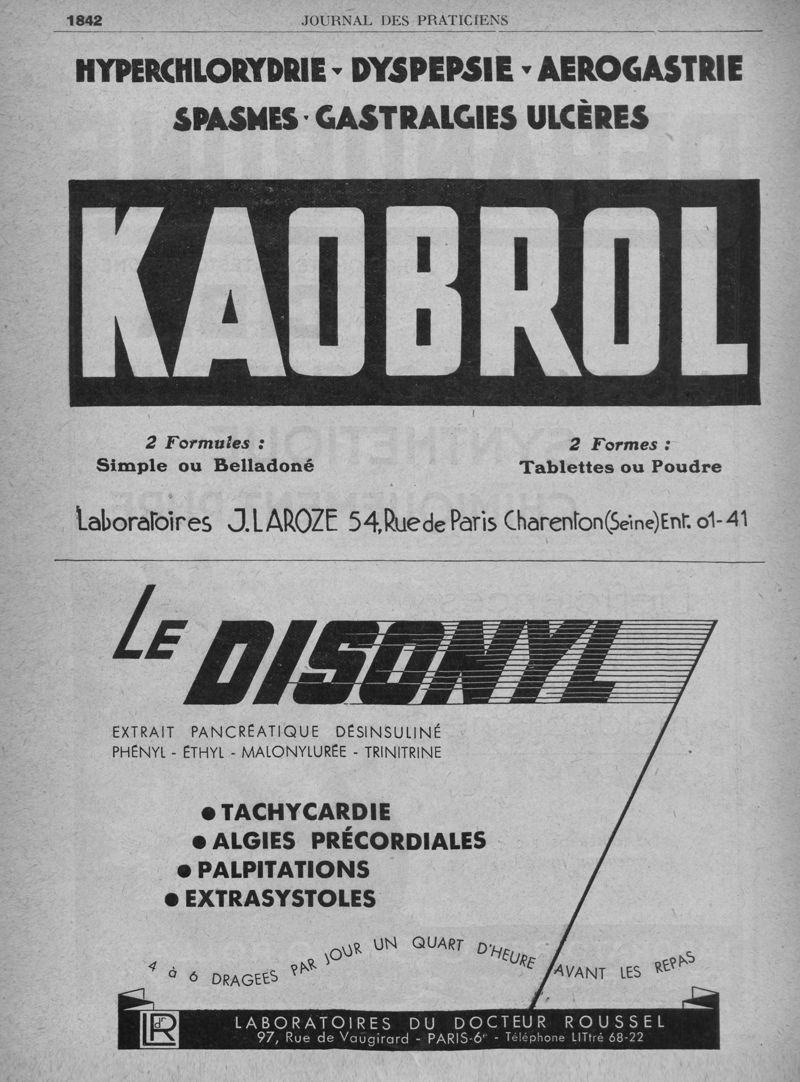 1842
JOURNAL DES PRATICIENS
HYPERCHLORYDRIE - DYSPEPSIE - AEROGASTRIE
SPASMES - GASTRALGIES ULCÈRES
KAOBROL
2 Formules :
Simple ou Belladoné
2 Formes :
Tablettes ou Poudre
Laboratoires J. LAROZE 54, Rue de Paris Charenton (Seine) Ent. 01-41
LE DISONYL
EXTRAIT PANCRÉATIQUE DÉSINSULINÉ
PHÉNYL - ÉTHYL - MALONYLURÉE - TRINITRINE
• TACHYCARDIE
• ALGIES PRÉCORDIALES
• PALPITATIONS
• EXTRASYSTOLES
4 à 6 DRAGEES PAR JOUR UN QUART D'HEURE AVANT LES REPAS
LdrR
LABORATOIRES DU DOCTEUR ROUSSEL
97, Rue de Vaugirard - PARIS-6e - Téléphone LITtré 68-22